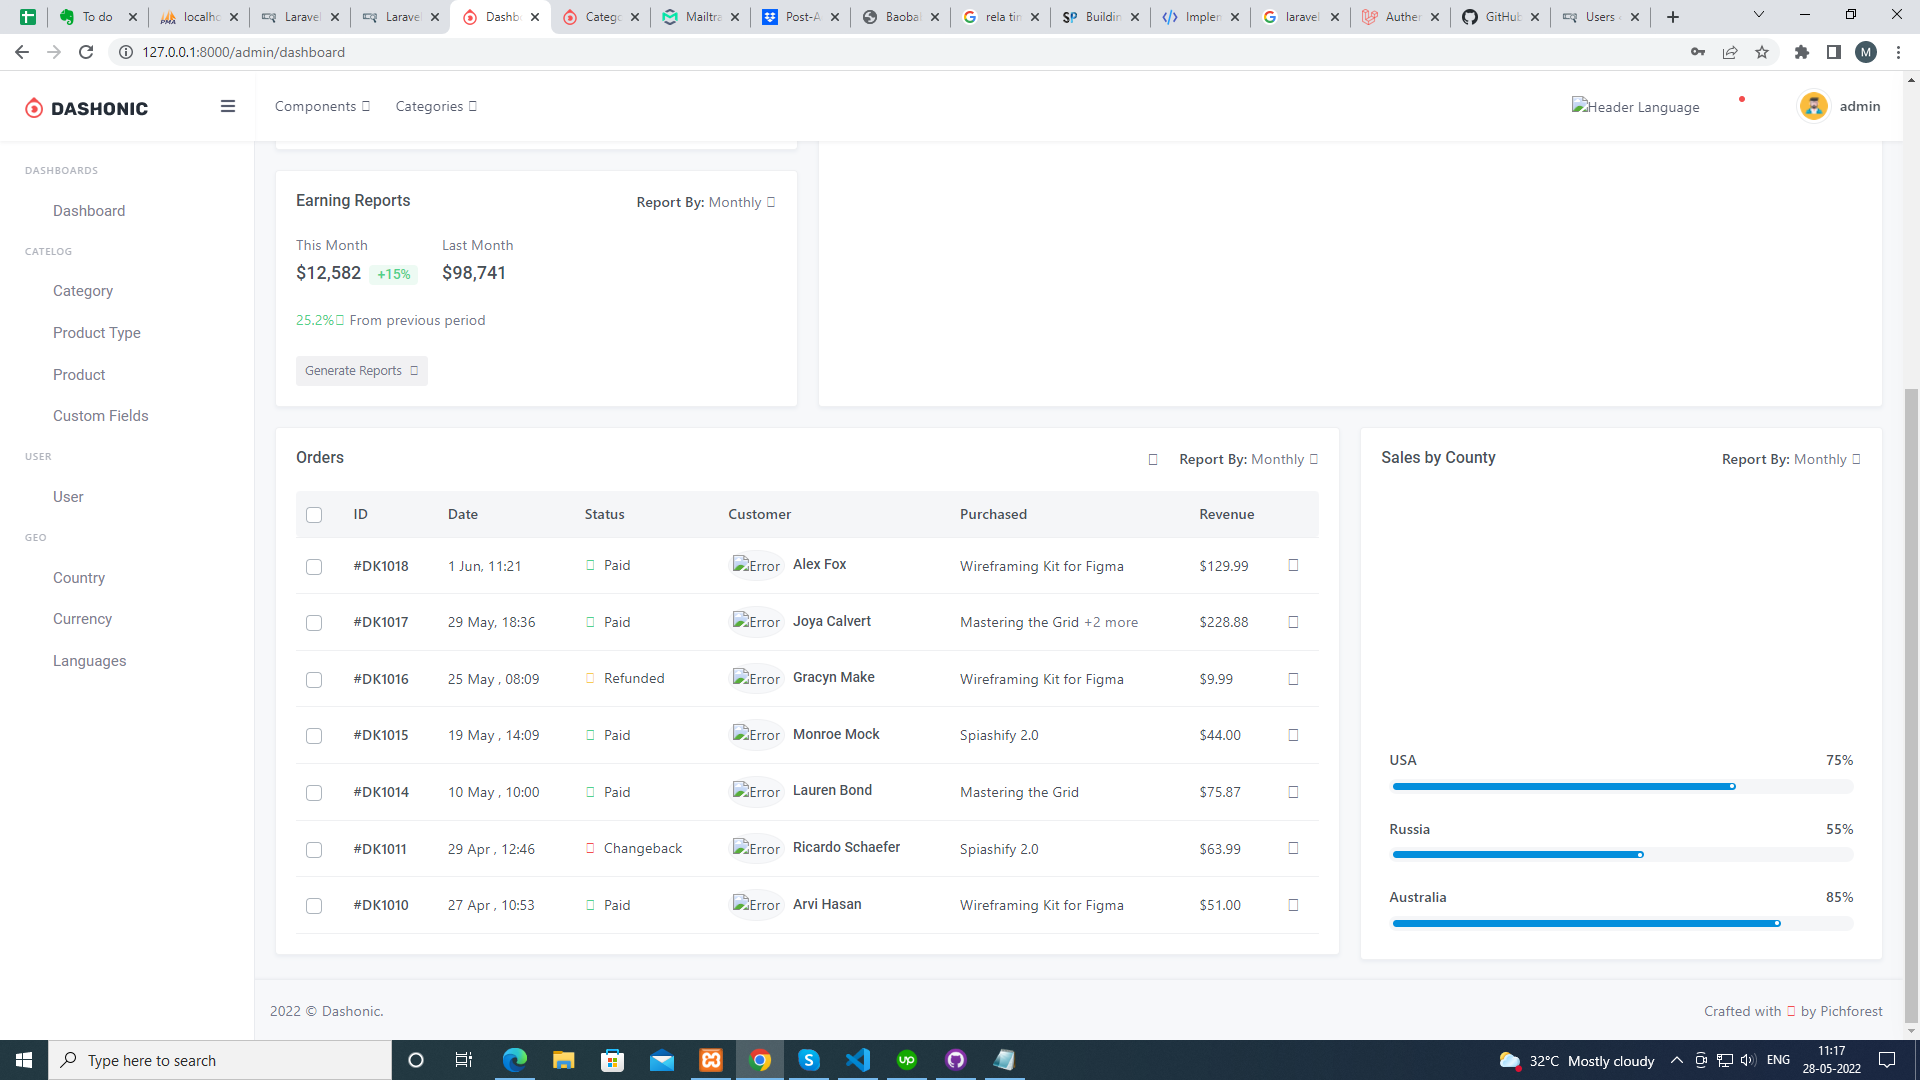 To do
localho
Laravel
Laravel
Dashb
Catego
Mailtra
Post-A
Baobal
rela tim
Buildin
Implem
laravel
Authen
GitHub
Users
127.0.0.1:8000/admin/dashboard
M
DASHONIC
Components
Categories
Header Language
admin
DASHBOARDS
Dashboard
CATELOG
Category
Product Type
Product
Custom Fields
USER
User
GEO
Country
Currency
Languages
Earning Reports
Report By: Monthly
This Month
Last Month
$12,582 +15%
$98,741
25.2% From previous period
Generate Reports
Orders
Report By: Monthly
ID Date Status Customer Purchased Revenue
#DK1018 1 Jun, 11:21 Paid Error Alex Fox Wireframing Kit for Figma $129.99
#DK1017 29 May, 18:36 Paid Error Joya Calvert Mastering the Grid +2 more $228.88
#DK1016 25 May , 08:09 Refunded Error Gracyn Make Wireframing Kit for Figma $9.99
#DK1015 19 May , 14:09 Paid Error Monroe Mock Spiashify 2.0 $44.00
#DK1014 10 May , 10:00 Paid Error Lauren Bond Mastering the Grid $75.87
#DK1011 29 Apr , 12:46 Changeback Error Ricardo Schaefer Spiashify 2.0 $63.99
#DK1010 27 Apr , 10:53 Paid Error Arvi Hasan Wireframing Kit for Figma $51.00
Sales by County
Report By: Monthly
USA 75%
Russia 55%
Australia 85%
2022 © Dashonic.
Crafted with by Pichforest
Type here to search
32°C Mostly cloudy
ENG
11:17
28-05-2022